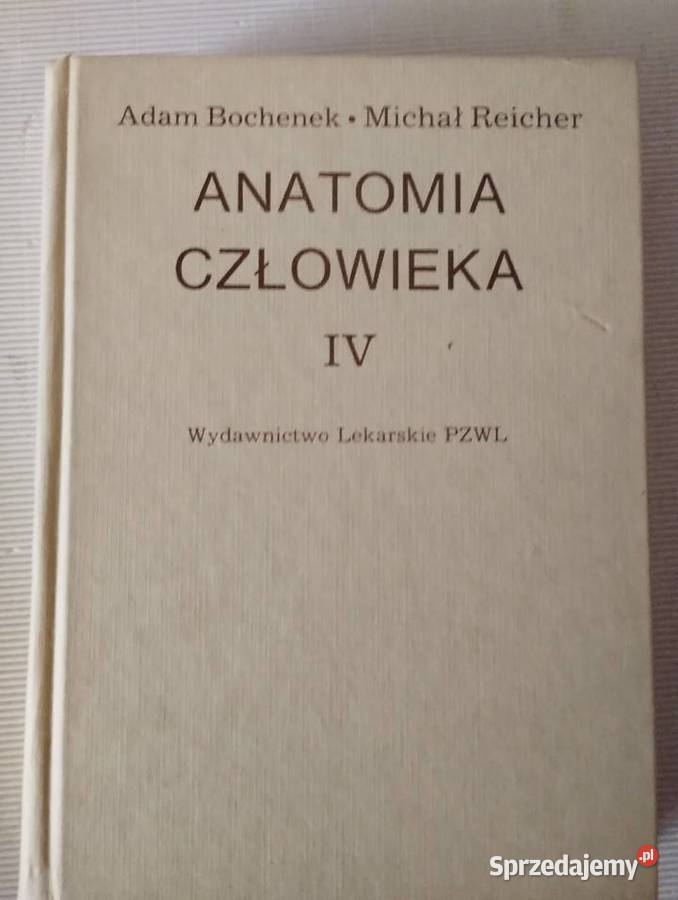 Adam Bochenek • Michał Reicher
ANATOMIA
CZŁOWIEKA
IV
Wydawnictwo Lekarskie PZWL
Sprzedajemy.pl